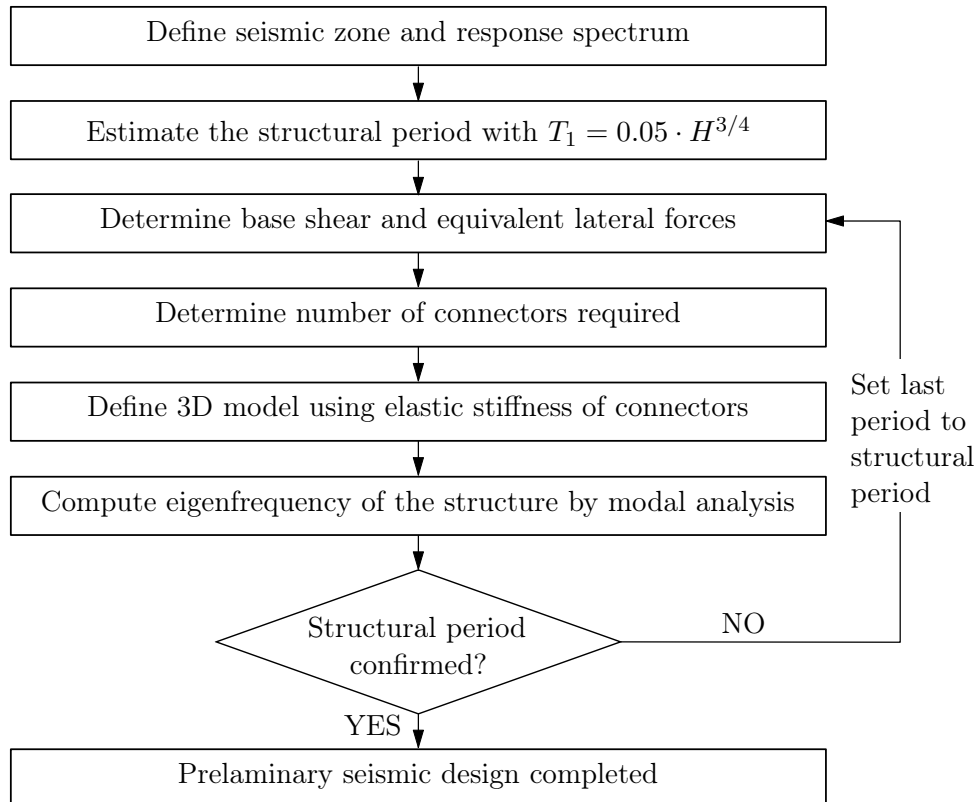 Define seismic zone and response spectrum
Estimate the structural period with $T_1 = 0.05 \cdot H^{3/4}$
Determine base shear and equivalent lateral forces
Determine number of connectors required
Define 3D model using elastic stiffness of connectors
Compute eigenfrequency of the structure by modal analysis
Set last
period to
structural
period
Structural period
confirmed?
NO
YES
Prelaminary seismic design completed